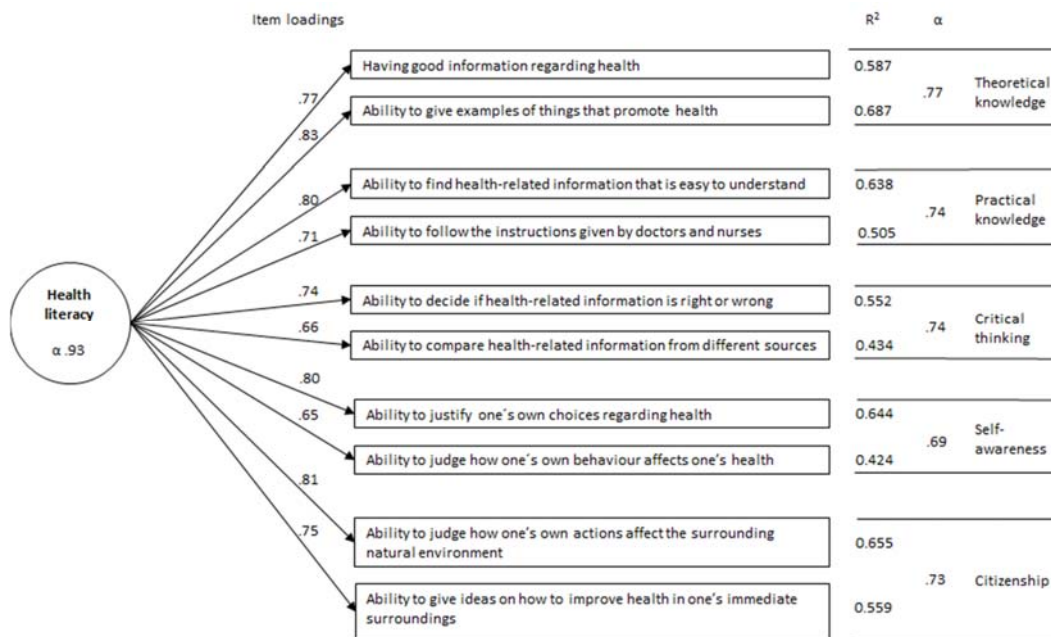 Item loadings R² α
Having good information regarding health 0.587
.77 .77 Theoretical knowledge
Ability to give examples of things that promote health 0.687
.83
Ability to find health-related information that is easy to understand 0.638
.80 .74 Practical knowledge
Ability to follow the instructions given by doctors and nurses 0.505
.71
Health literacy
α .93
.74 Ability to decide if health-related information is right or wrong 0.552
.74 Critical thinking
.66 Ability to compare health-related information from different sources 0.434
.80
Ability to justify one´s own choices regarding health 0.644
.65 .69 Self-awareness
Ability to judge how one´s own behaviour affects one's health 0.424
.81
Ability to judge how one's own actions affect the surrounding
natural environment
0.655
.75
.73 Citizenship
Ability to give ideas on how to improve health in one's immediate
surroundings
0.559